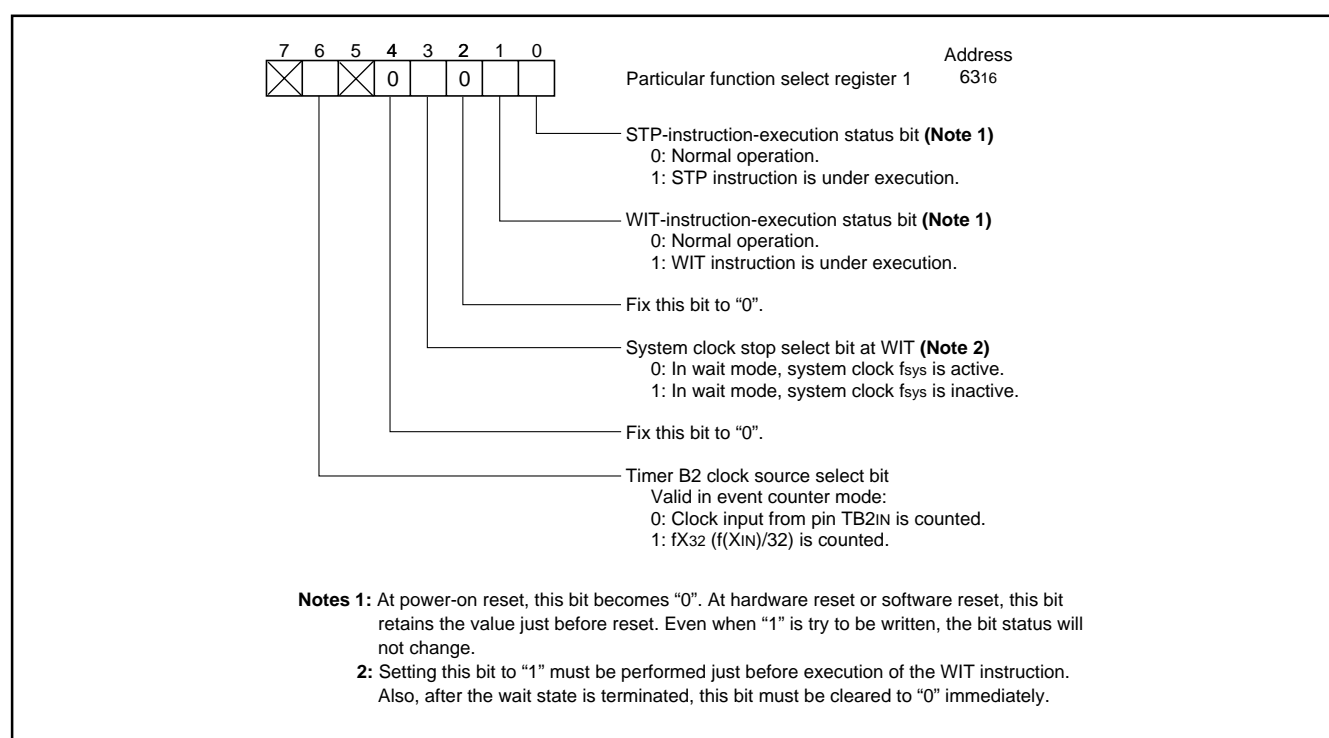 7 6 5 4 3 2 1 0
Address
0 0
Particular function select register 1 6316
STP-instruction-execution status bit (Note 1)
0: Normal operation.
1: STP instruction is under execution.
WIT-instruction-execution status bit (Note 1)
0: Normal operation.
1: WIT instruction is under execution.
Fix this bit to “0”.
System clock stop select bit at WIT (Note 2)
0: In wait mode, system clock fsys is active.
1: In wait mode, system clock fsys is inactive.
Fix this bit to “0”.
Timer B2 clock source select bit
Valid in event counter mode:
0: Clock input from pin TB2IN is counted.
1: fX32 (f(XIN)/32) is counted.
Notes 1: At power-on reset, this bit becomes “0”. At hardware reset or software reset, this bit
retains the value just before reset. Even when “1” is try to be written, the bit status will
not change.
2: Setting this bit to “1” must be performed just before execution of the WIT instruction.
Also, after the wait state is terminated, this bit must be cleared to “0” immediately.